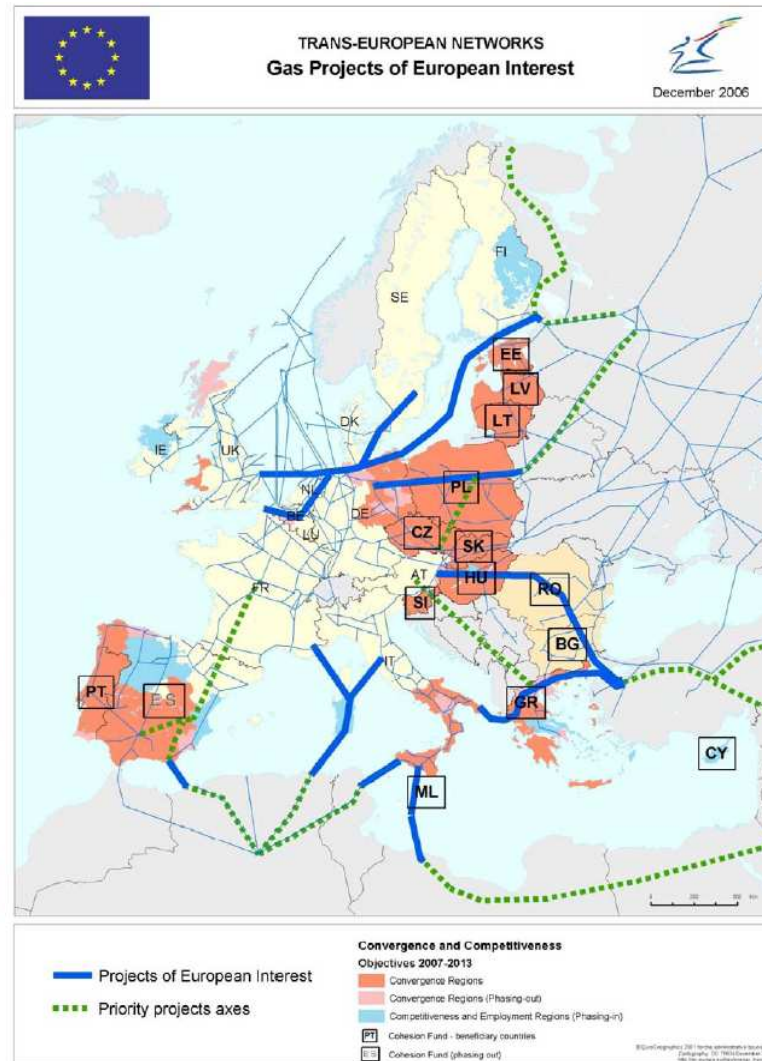 TRANS-EUROPEAN NETWORKS
Gas Projects of European Interest
December 2006
FI
SE
EE
LV
LT
DK
IE
UK
NL
PL
BE
DE
LU
CZ
SK
AT
HU
FR
SI
RO
BG
IT
PT
ES
GR
CY
ML
Projects of European Interest
Priority projects axes
Convergence and Competitiveness
Objectives 2007-2013
Convergence Regions
Convergence Regions (Phasing-out)
Competitiveness and Employment Regions (Phasing-in)
PT Cohesion Fund - beneficiary countries
ES Cohesion Fund (phasing out)